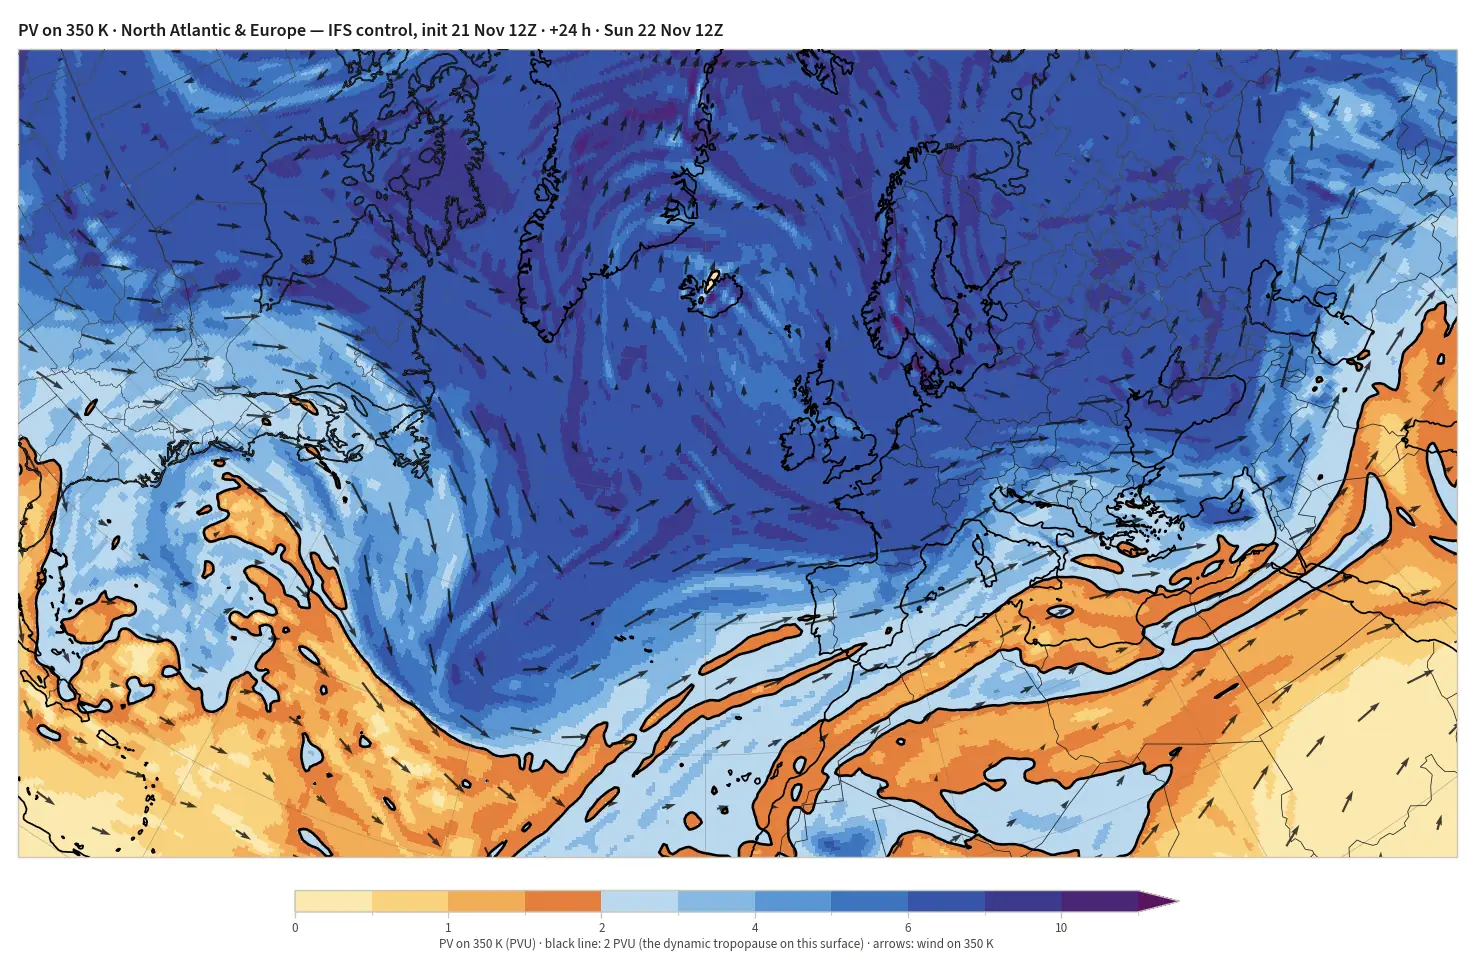 PV on 350 K · North Atlantic & Europe — IFS control, init 21 Nov 12Z · +24 h · Sun 22 Nov 12Z
0 1 2 4 6 10
PV on 350 K (PVU) · black line: 2 PVU (the dynamic tropopause on this surface) · arrows: wind on 350 K